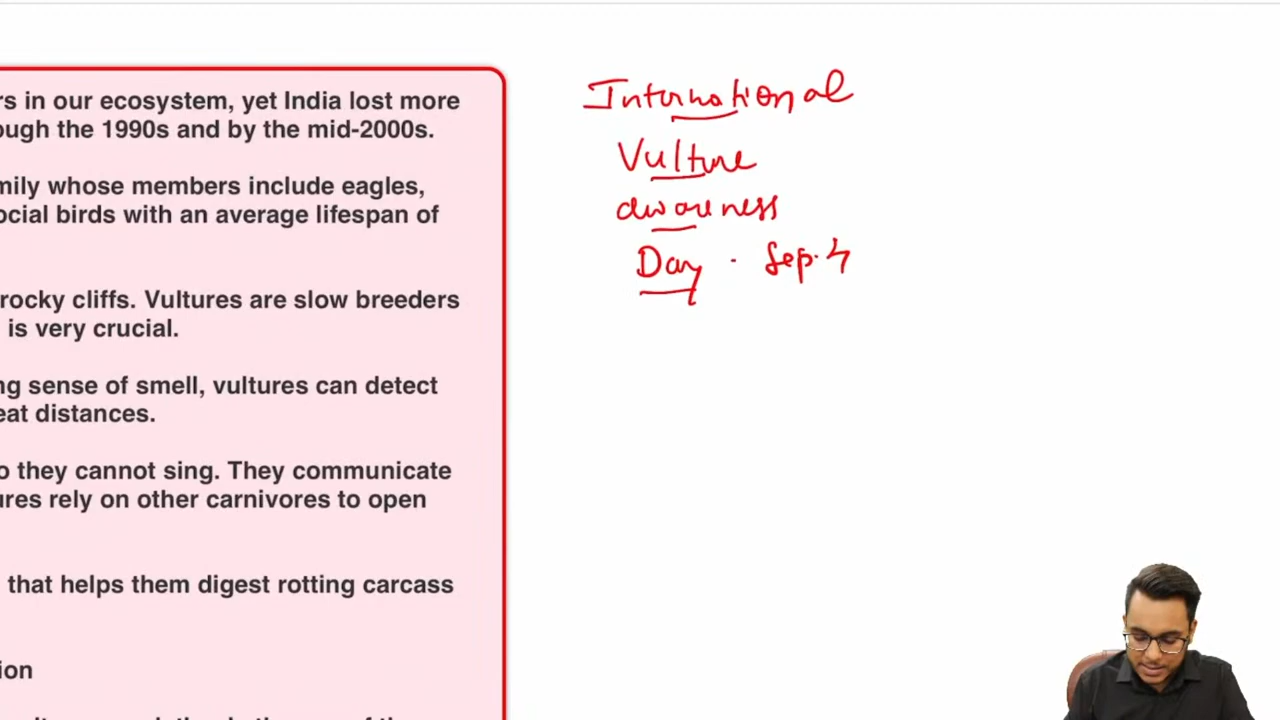 rs in our ecosystem, yet India lost more
ough the 1990s and by the mid-2000s.
mily whose members include eagles,
ocial birds with an average lifespan of
rocky cliffs. Vultures are slow breeders
is very crucial.
ng sense of smell, vultures can detect
eat distances.
o they cannot sing. They communicate
ures rely on other carnivores to open
that helps them digest rotting carcass
ion
International
Vulture
awareness
Day · Sep. 4